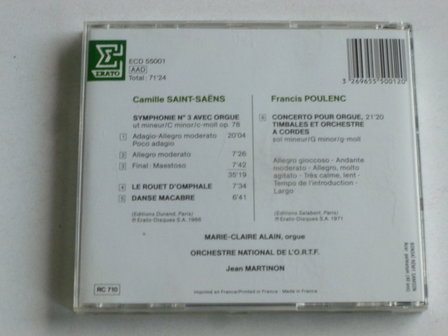 E
ERATO
ECD 55001
AAD
Total : 71'24
3 269655 500120
Camille SAINT-SAËNS
SYMPHONIE N° 3 AVEC ORGUE
ut mineur/C minor/c-moll op. 78
1 Adagio-Allegro moderato 20'04
Poco adagio
2 Allegro moderato 7'26
3 Final : Maestoso 7'42
35'19
4 LE ROUET D'OMPHALE 7'34
5 DANSE MACABRE 6'41
(Editions Durand, Paris)
℗ Erato-Disques S.A. 1966
Francis POULENC
6 CONCERTO POUR ORGUE, 21'20
TIMBALES ET ORCHESTRE
A CORDES
sol mineur/G minor/g-moll
Allegro giocoso - Andante
moderato - Allegro, molto
agitato - Très calme, lent -
Tempo de l'introduction -
Largo
(Editions Salabert, Paris)
℗ Erato-Disques S.A. 1971
MARIE-CLAIRE ALAIN, orgue
ORCHESTRE NATIONAL DE L'O.R.T.F.
Jean MARTINON
RC 710
Imprimé en France/Printed in France - Made in France